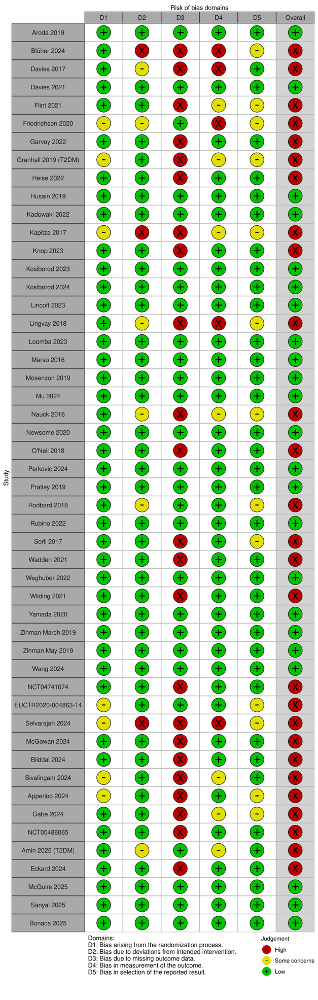 Risk of bias domains
D1 D2 D3 D4 D5 Overall
Aroda 2019 + + + + + +
Blüher 2024 + X X X - X
Davies 2017 + - X X + X
Davies 2021 + + + + + +
Flint 2021 + + X - - X
Friedrichsen 2020 - - + X - X
Garvey 2022 + + X + + X
Granhall 2019 (T2DM) - + X - - X
Heise 2022 + + X + + X
Husain 2019 + + + + + +
Kadowaki 2022 + + + + + +
Kapitza 2017 - X X - - X
Knop 2023 + + X + + X
Kosiborod 2023 + + + + + +
Kosiborod 2024 + + + + + +
Lincoff 2023 + + + + + +
Lingvay 2018 + - X X - X
Loomba 2023 + + + + + +
Marso 2016 + + + + + +
Mosenzon 2019 + + + + + +
Mu 2024 + + + + + +
Nauck 2016 + - X - - X
Newsome 2020 + + + + + +
O'Neil 2018 + + X + + X
Perkovic 2024 + + + + + +
Study
Pratley 2019 + + + + + +
Rodbard 2018 + - + + - X
Rubino 2022 + + + + + +
Sorli 2017 + + X + - X
Wadden 2021 + + X + + X
Weghuber 2022 + + + + + +
Wilding 2021 + + X + + X
Yamada 2020 + + + + + +
Zinman March 2019 + + + + + +
Zinman May 2019 + + + + + +
Wang 2024 + + + + + +
NCT04741074 + + X + + X
EUCTR2020-004863-14 - + + + - X
Selvarajah 2024 - X X X - X
McGowan 2024 + + X + + X
Bliddal 2024 + + X + + X
Sivalingam 2024 - + X - + X
Apperloo 2024 - + X + - X
Gabe 2024 + + X - - X
NCT05486065 + + X + + X
Amin 2025 (T2DM) + - + - + X
Eckard 2024 + + X + + X
McGuire 2025 + + + + + +
Sanyal 2025 + + + + + +
Bonaca 2025 + + + + + +
Domains:
D1: Bias arising from the randomization process.
D2: Bias due to deviations from intended intervention.
D3: Bias due to missing outcome data.
D4: Bias in measurement of the outcome.
D5: Bias in selection of the reported result.
Judgement
X High
- Some concerns
+ Low